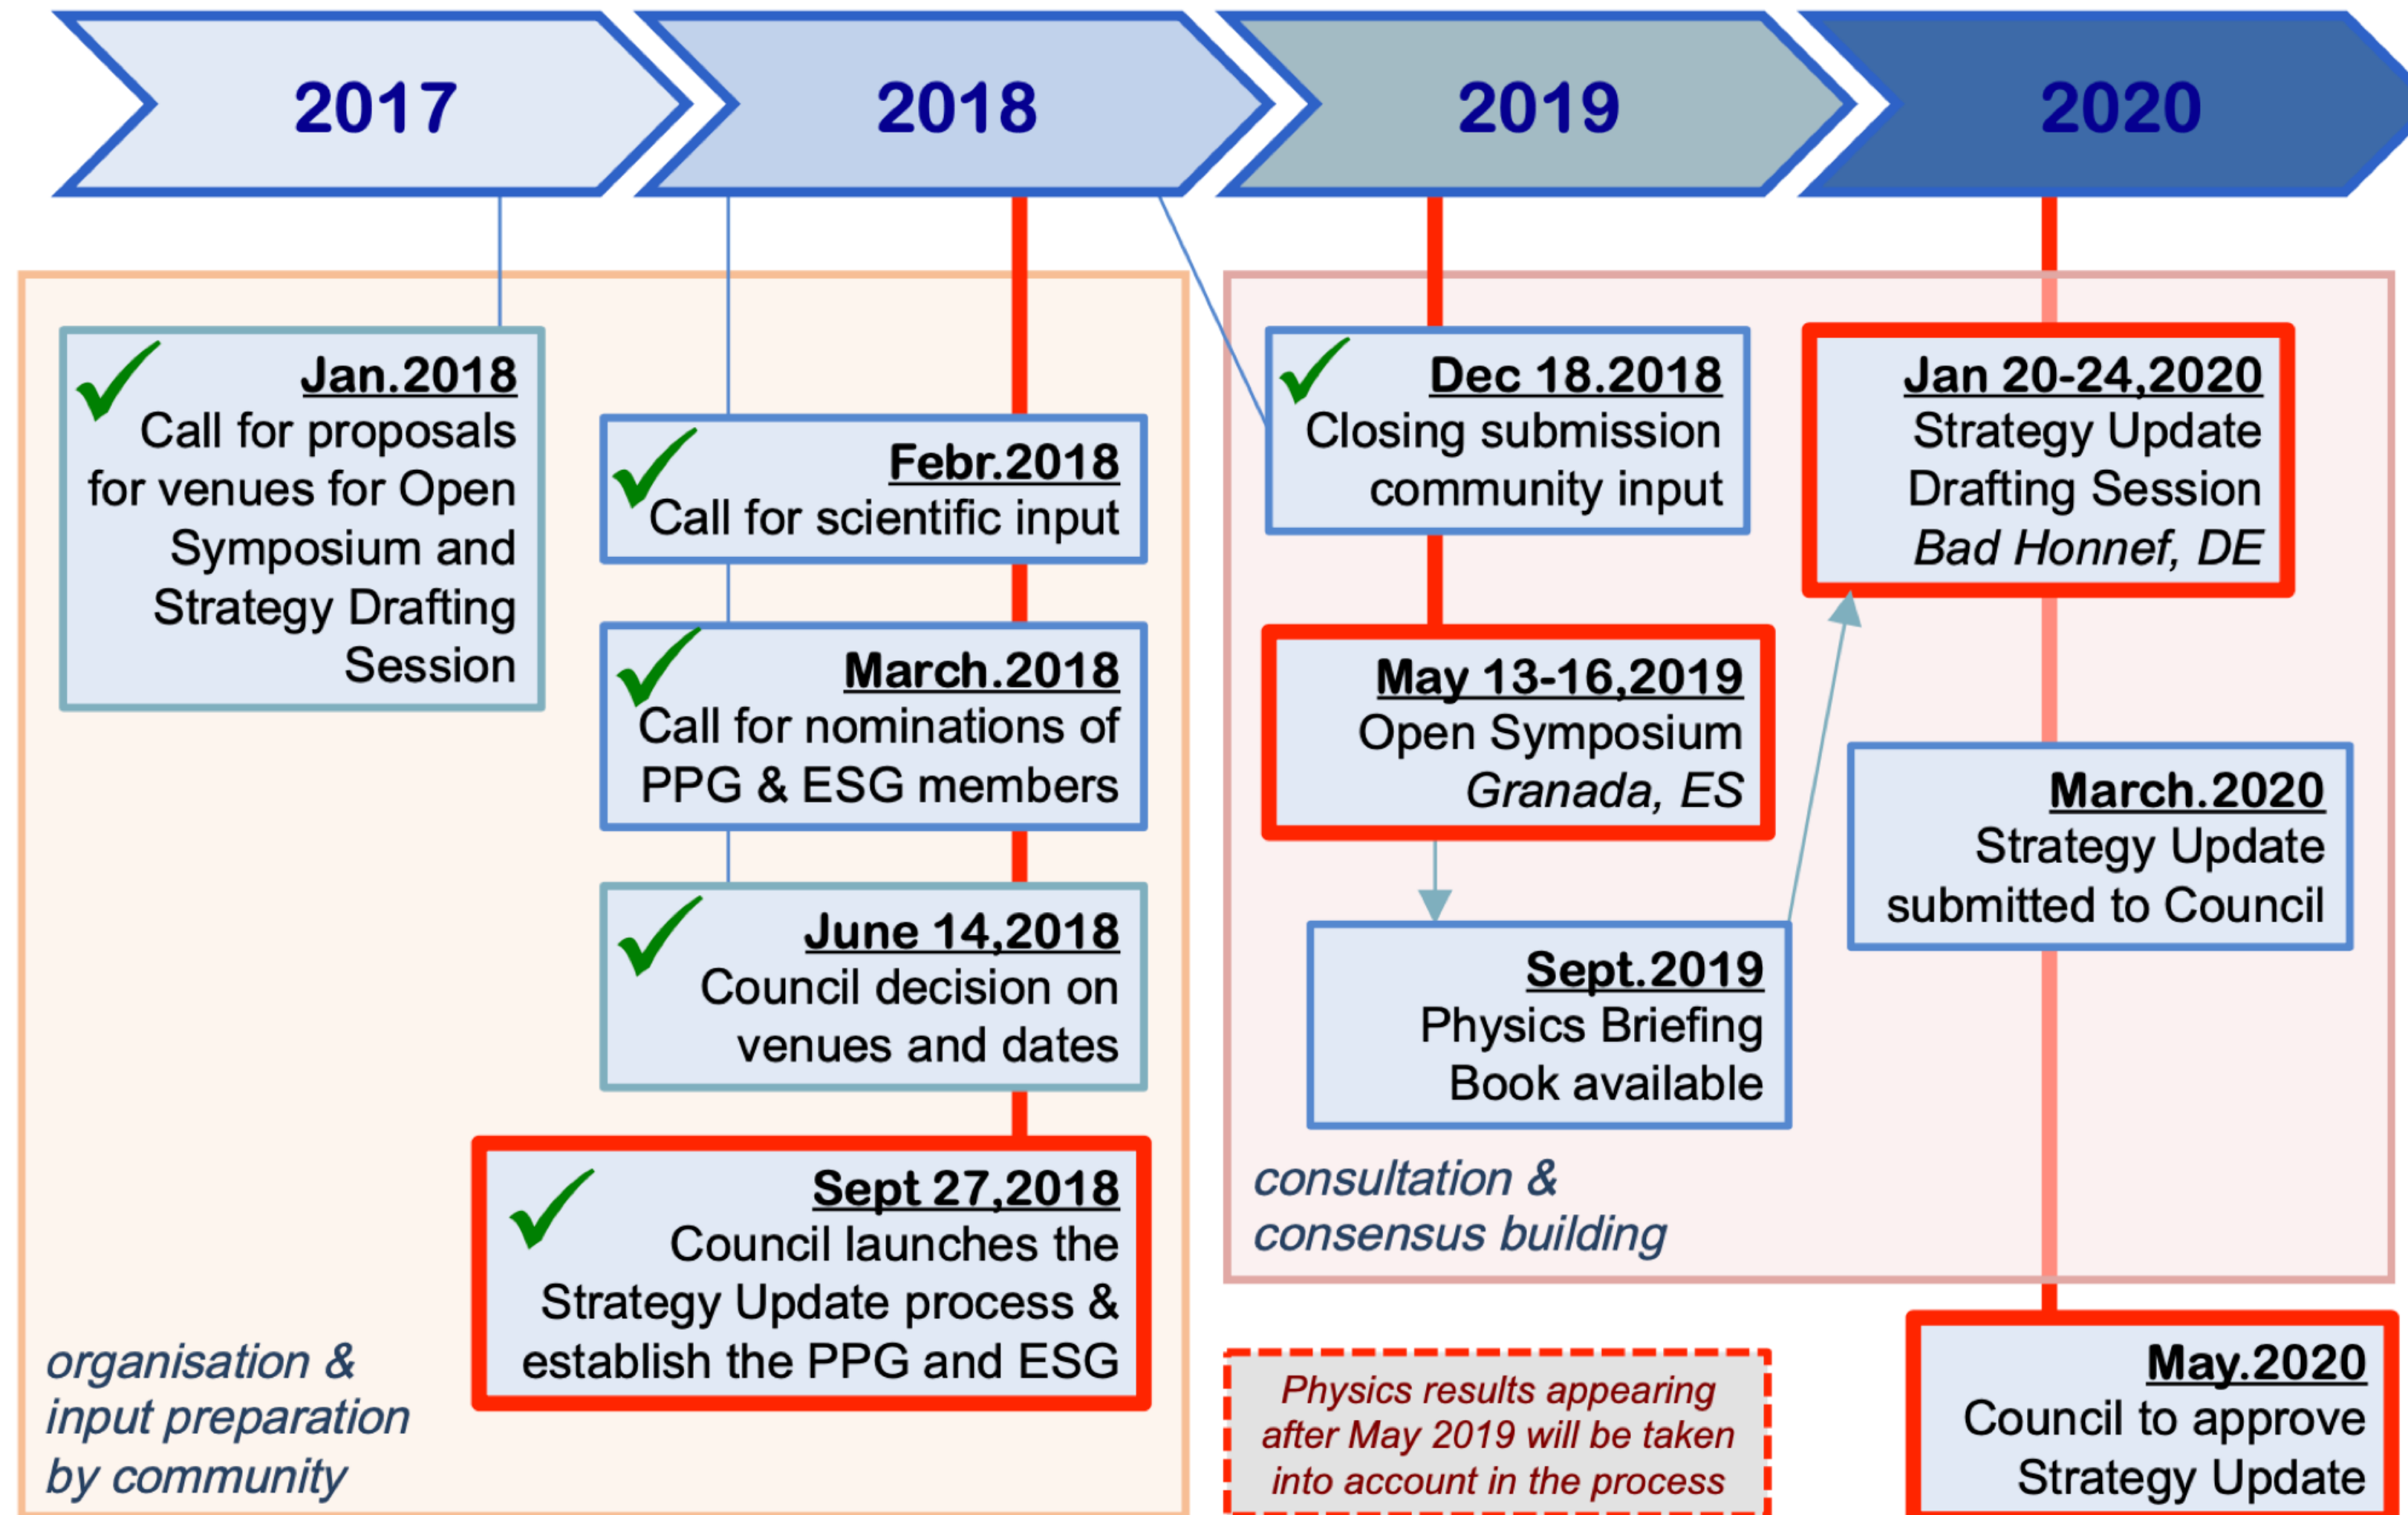 2017
2018
2019
2020
Jan.2018
Call for proposals
for venues for Open
Symposium and
Strategy Drafting
Session
Febr.2018
Call for scientific input
March.2018
Call for nominations of
PPG & ESG members
June 14,2018
Council decision on
venues and dates
Sept 27,2018
Council launches the
Strategy Update process &
establish the PPG and ESG
organisation &
input preparation
by community
Dec 18.2018
Closing submission
community input
May 13-16,2019
Open Symposium
Granada, ES
Sept.2019
Physics Briefing
Book available
consultation &
consensus building
Physics results appearing
after May 2019 will be taken
into account in the process
Jan 20-24,2020
Strategy Update
Drafting Session
Bad Honnef, DE
March.2020
Strategy Update
submitted to Council
May.2020
Council to approve
Strategy Update